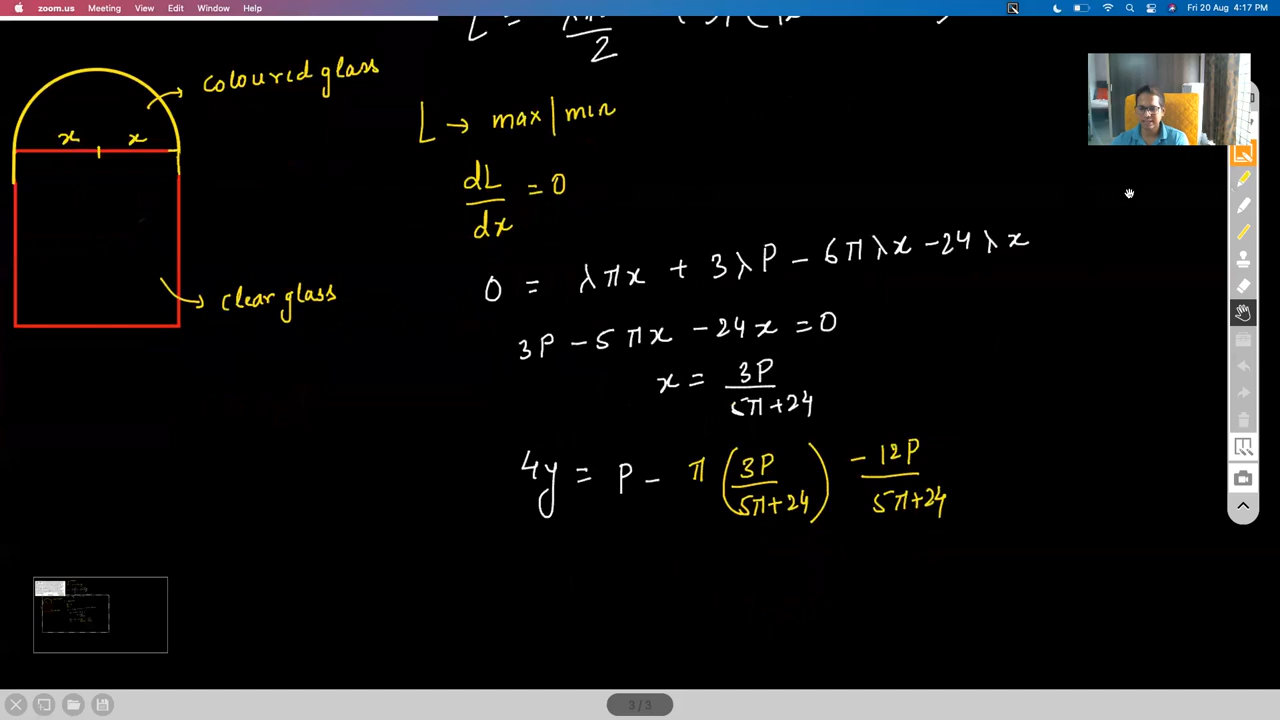 zoom.us Meeting View Edit Window Help Fri 20 Aug 4:17 PM
L = λπx² / 2
coloured glass
x x
clear glass
L → max/min
dL/dx = 0
0 = λπx + 3λP - 6πλx - 24λx
3P - 5πx - 24x = 0
x = 3P / 5π+24
4y = P - π (3P / 5π+24) - 12P / 5π+24
3 / 3